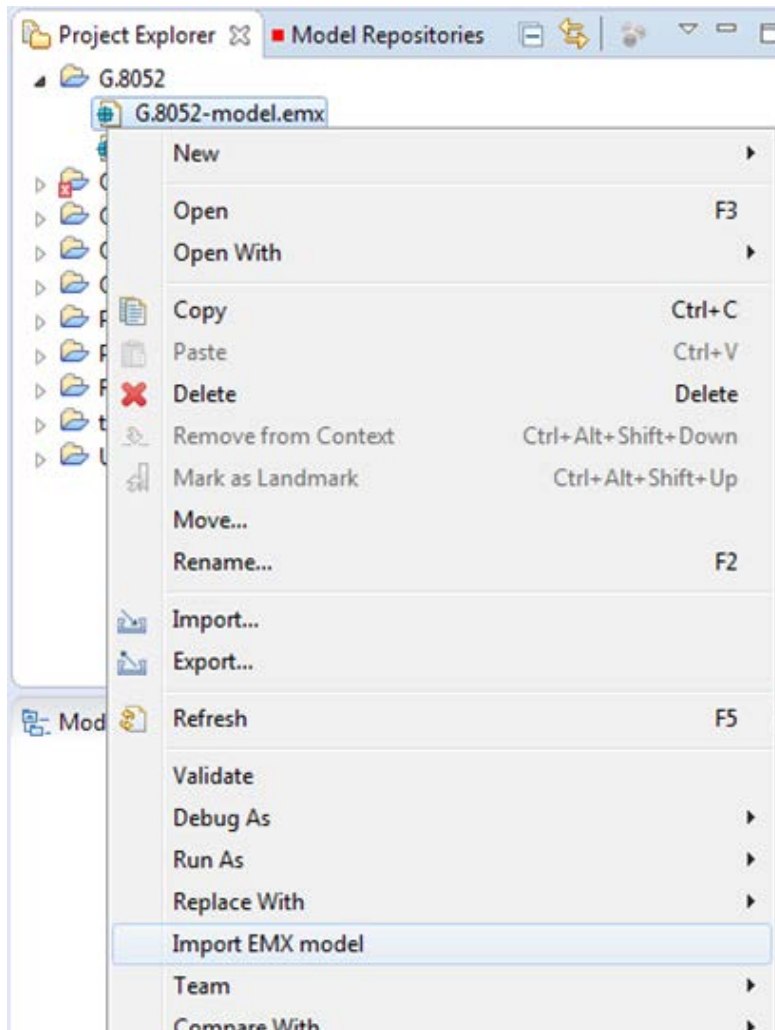 Project Explorer Model Repositories
G.8052
G.8052-model.emx
New
Open F3
Open With
Copy Ctrl+C
Paste Ctrl+V
Delete Delete
Remove from Context Ctrl+Alt+Shift+Down
Mark as Landmark Ctrl+Alt+Shift+Up
Move...
Rename... F2
Import...
Export...
Mod Refresh F5
Validate
Debug As
Run As
Replace With
Import EMX model
Team
Compare With